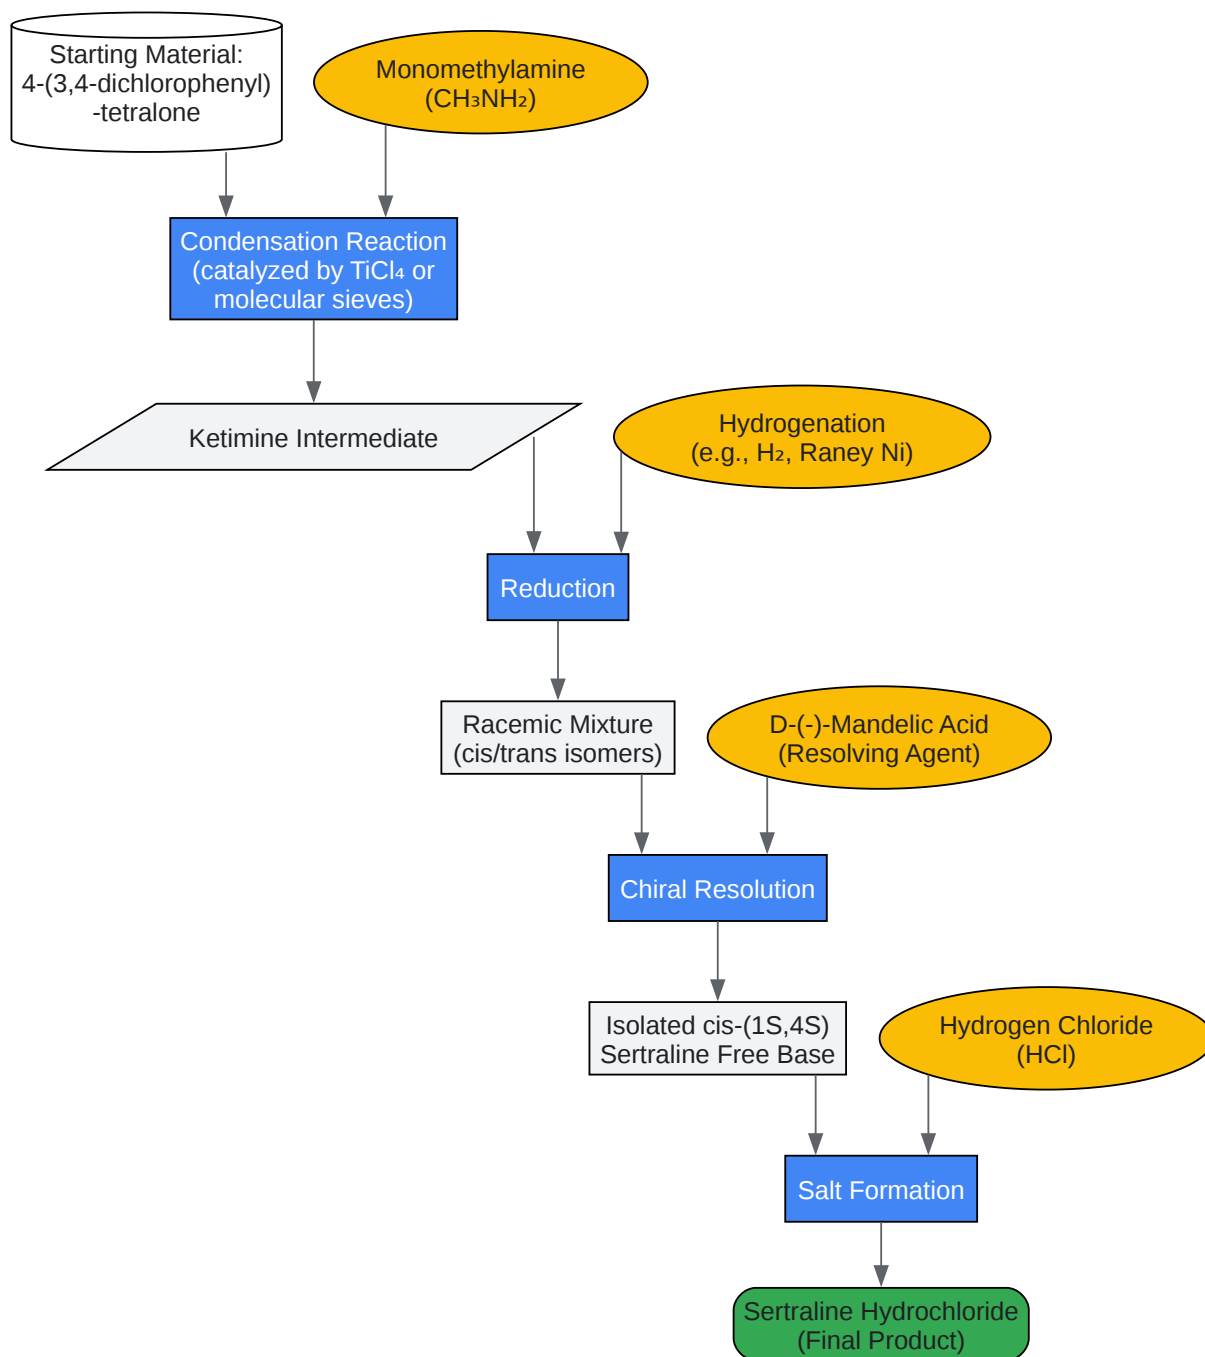 Starting Material:
4-(3,4-dichlorophenyl)
-tetralone
Monomethylamine
(CH₃NH₂)
Condensation Reaction
(catalyzed by TiCl₄ or
molecular sieves)
Ketimine Intermediate
Hydrogenation
(e.g., H₂, Raney Ni)
Reduction
Racemic Mixture
(cis/trans isomers)
D-(-)-Mandelic Acid
(Resolving Agent)
Chiral Resolution
Isolated cis-(1S,4S)
Sertraline Free Base
Hydrogen Chloride
(HCl)
Salt Formation
Sertraline Hydrochloride
(Final Product)